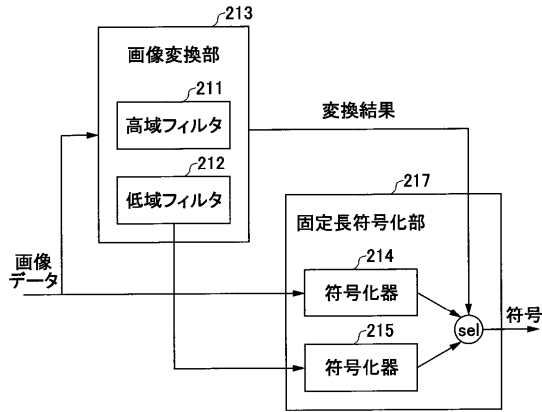 213
画像変換部
211
高域フィルタ
変換結果
212
低域フィルタ
217
固定長符号化部
画像
データ
214
符号化器
sel
符号
215
符号化器